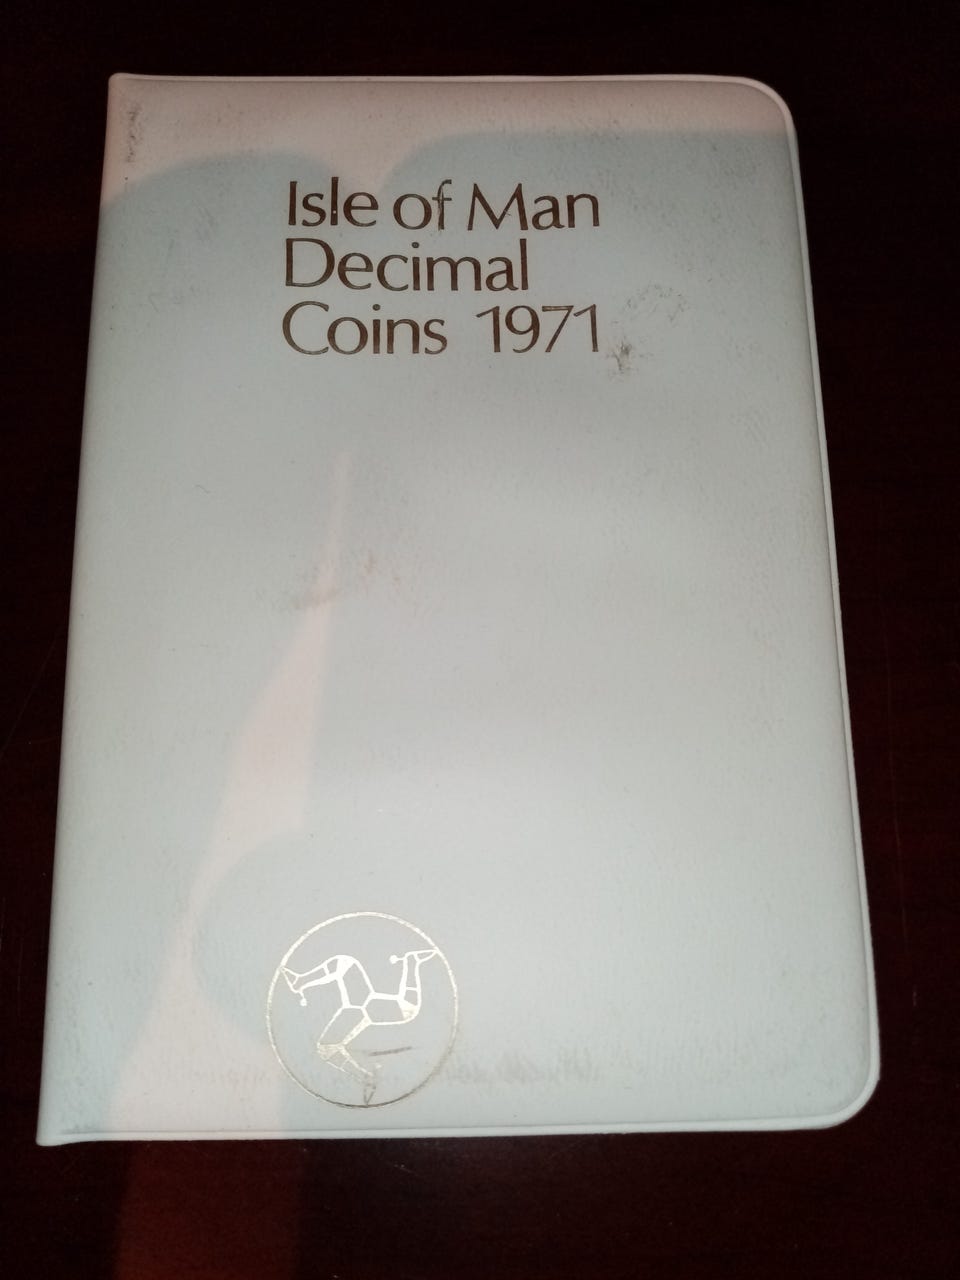 Isle of Man
Decimal
Coins 1971